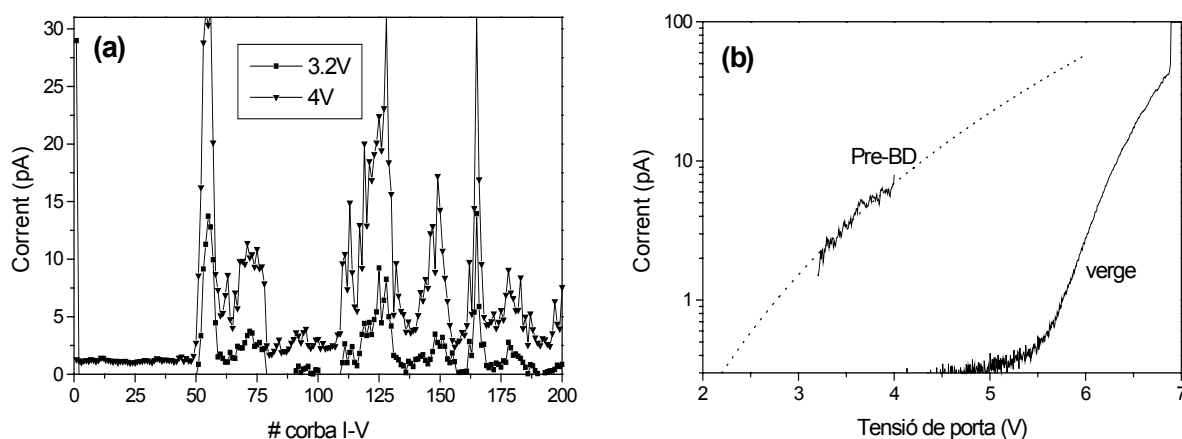 (a)
3.2V
4V
30
25
20
15
10
5
0
Corrent (pA)
0 25 50 75 100 125 150 175 200
# corba I-V
(b)
Pre-BD
verge
100
10
1
Corrent (pA)
2 3 4 5 6 7
Tensió de porta (V)